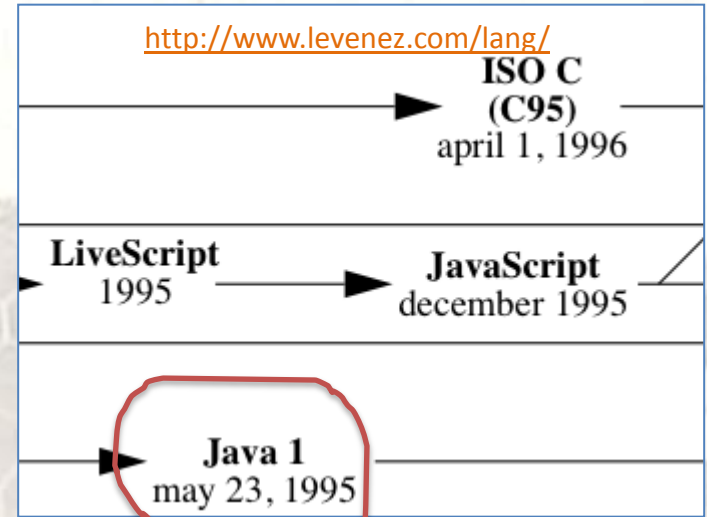 http://www.levenez.com/lang/
ISO C
(C95)
april 1, 1996
LiveScript
1995
JavaScript
december 1995
Java 1
may 23, 1995